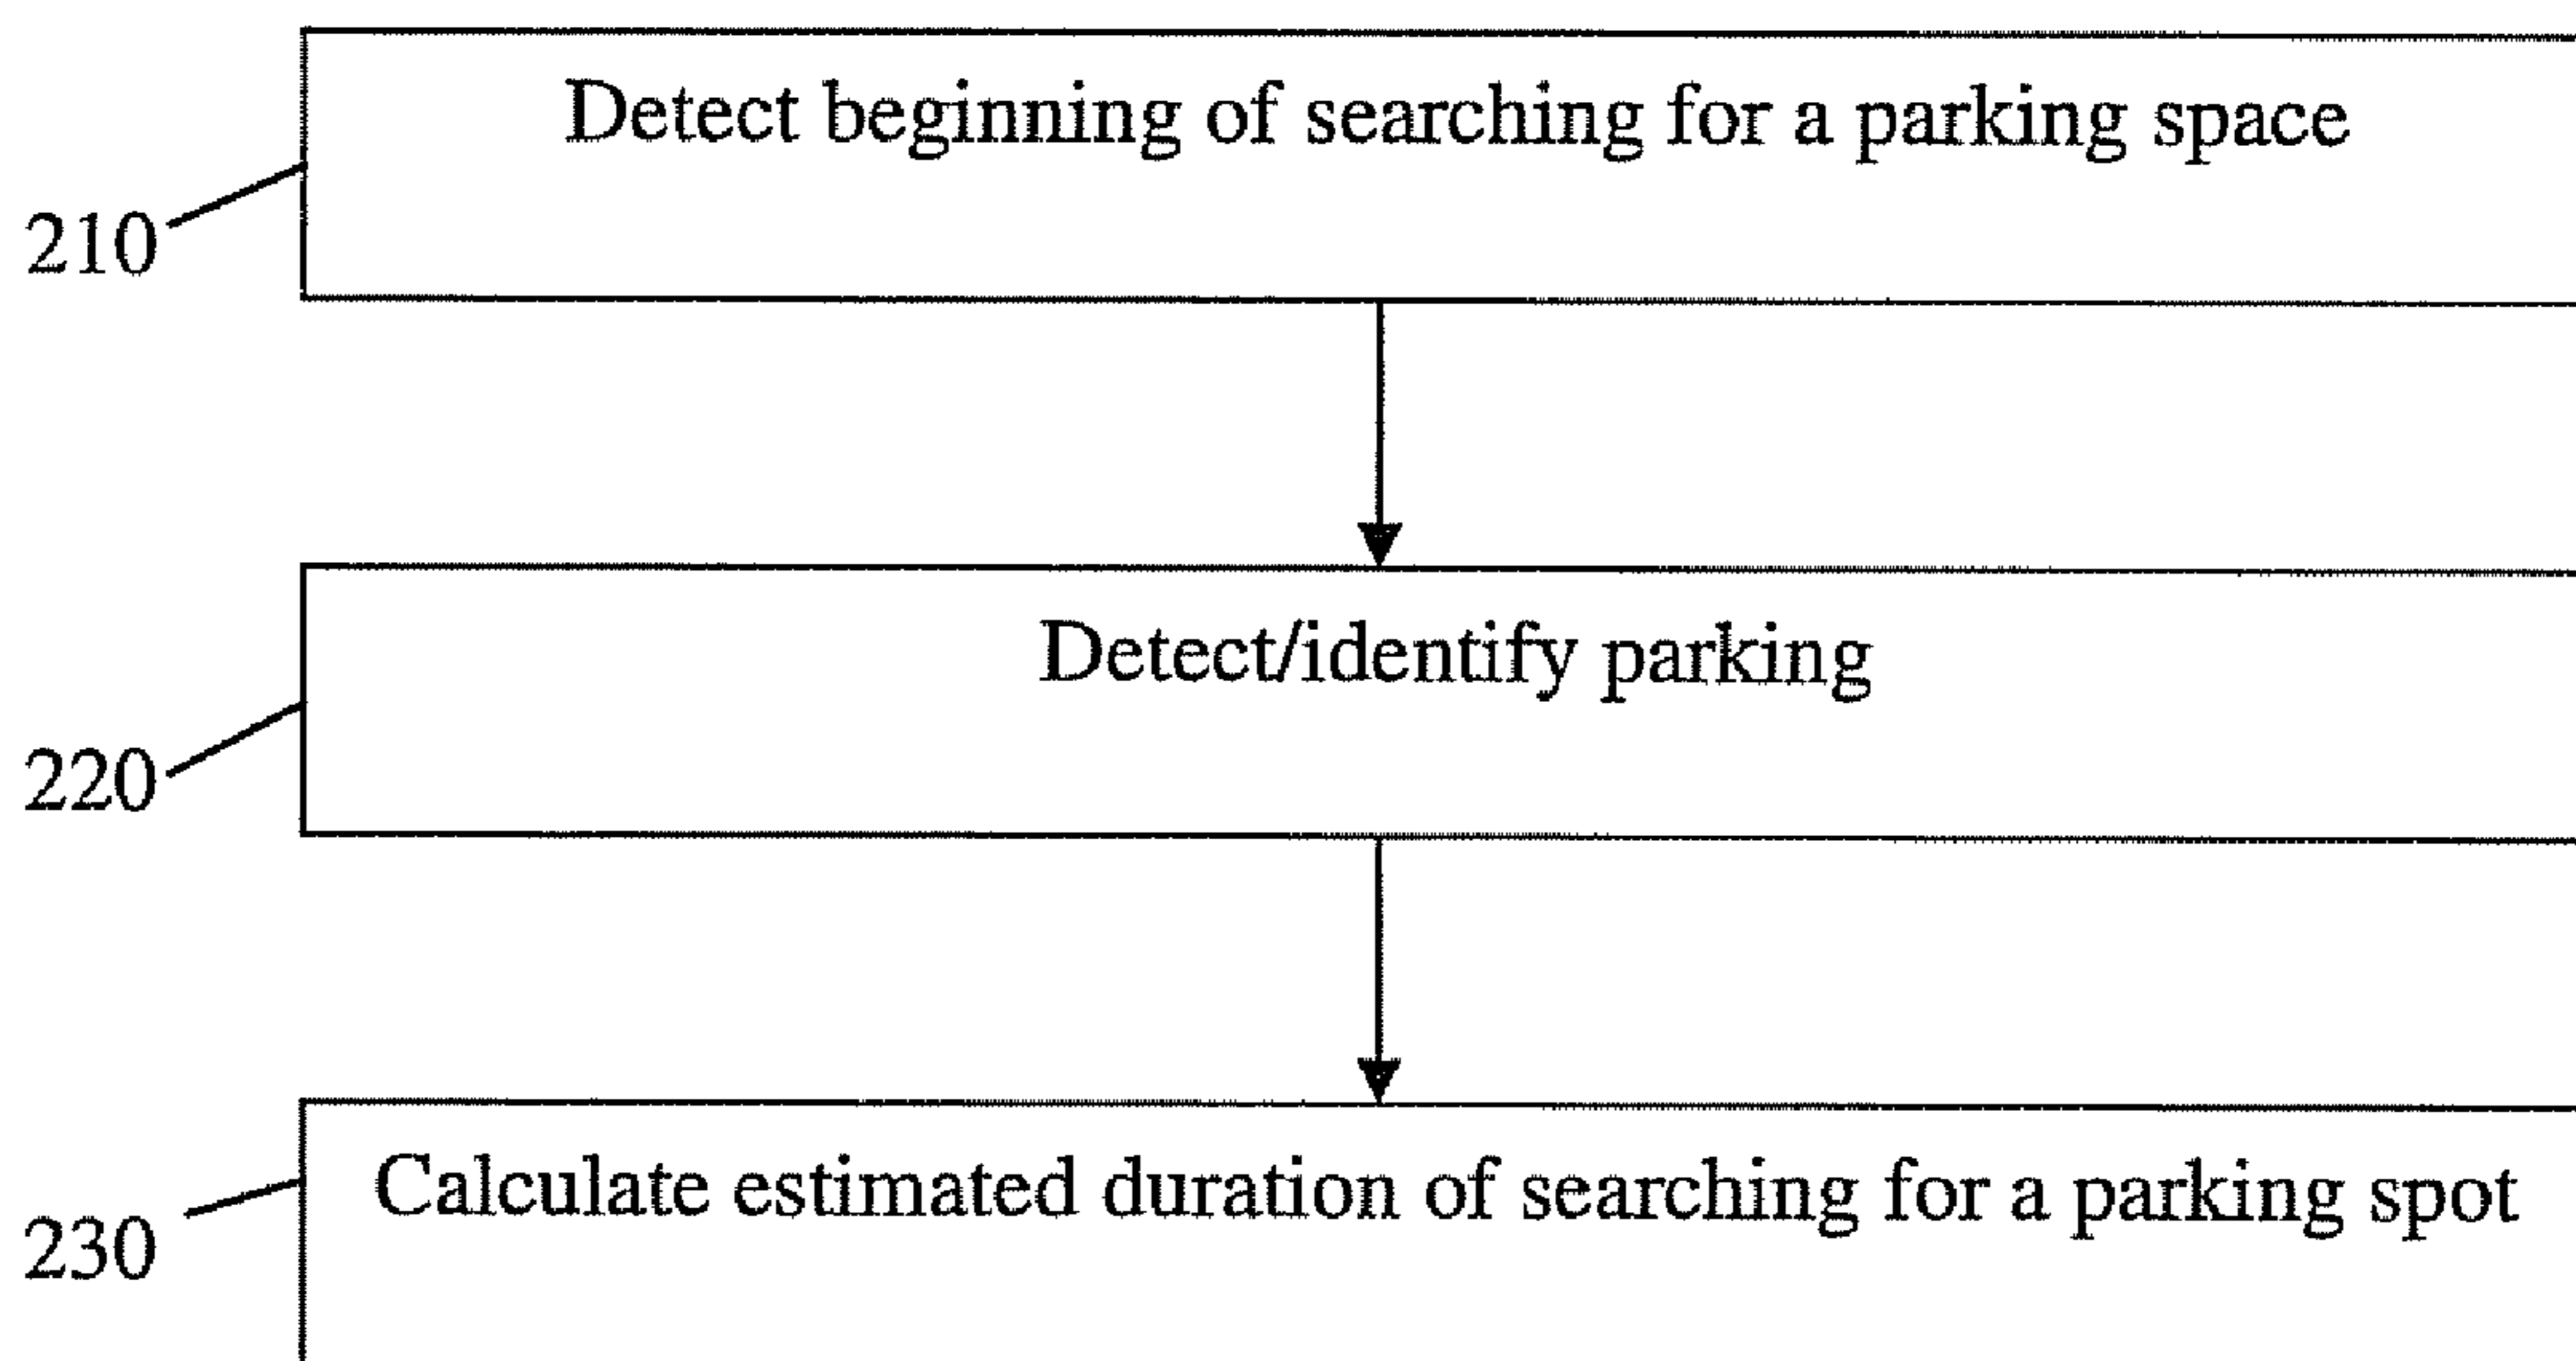 Detect beginning of searching for a parking space
210
Detect/identify parking
220
Calculate estimated duration of searching for a parking spot
230